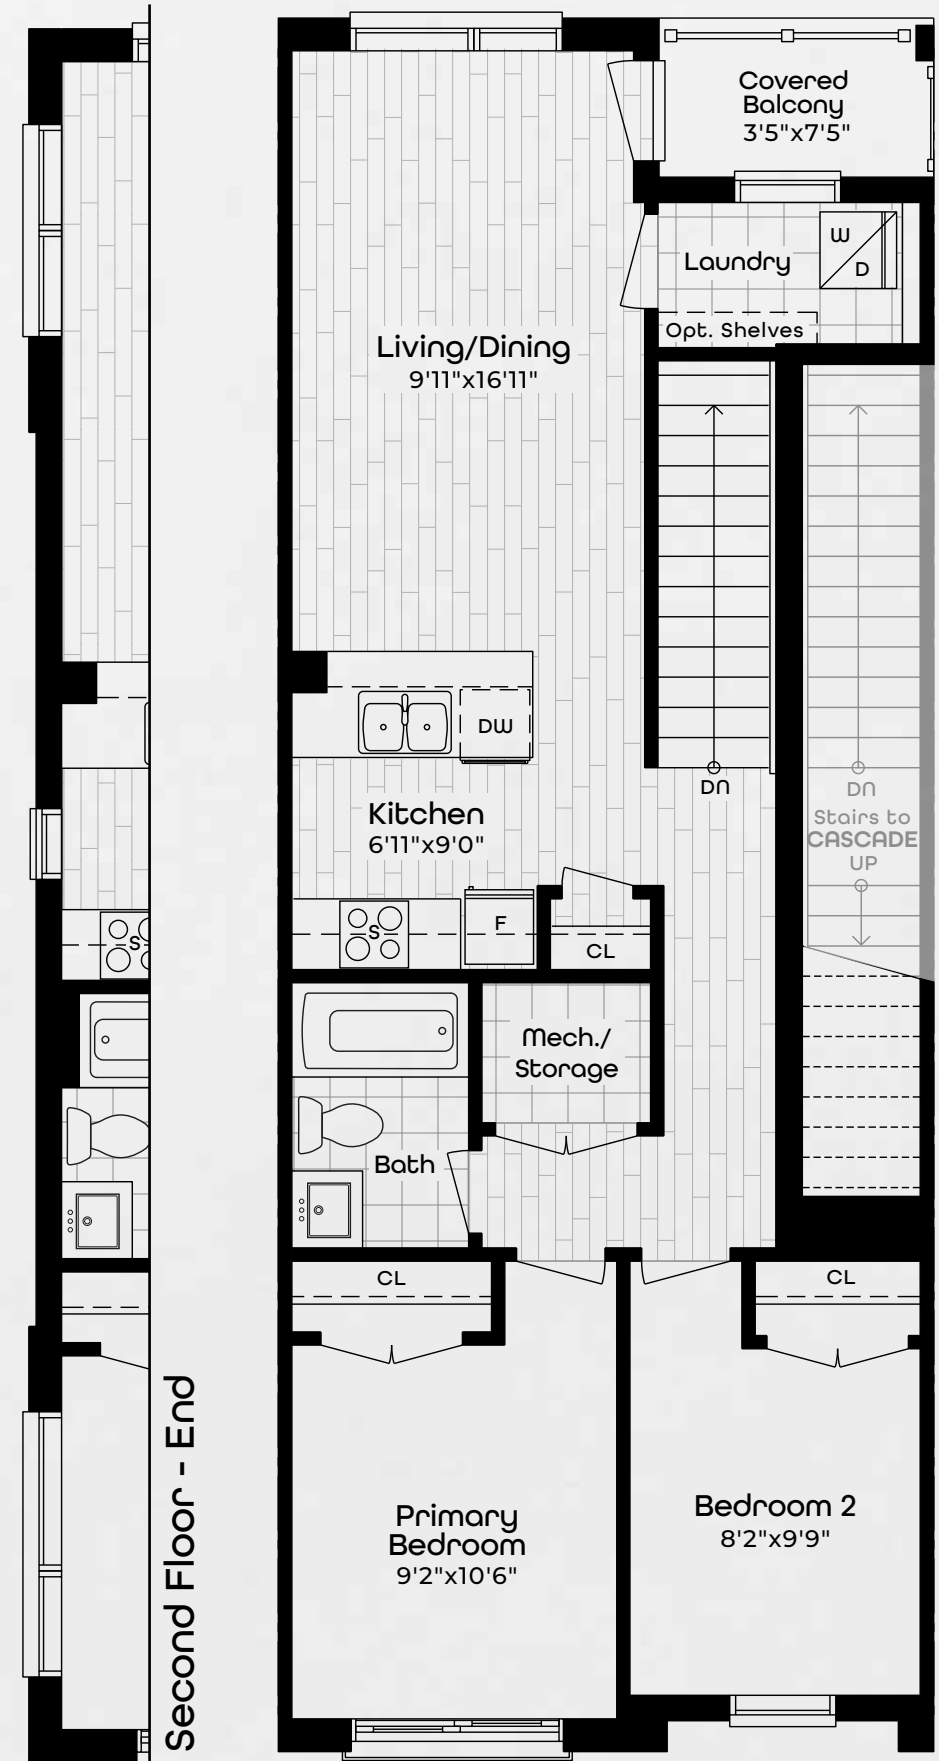 Covered
Balcony
3'5"x7'5"
W
D
Laundry
Opt. Shelves
Living/Dining
9'11"x16'11"
DW
DN
DN
Stairs to
CASCADE
UP
Kitchen
6'11"x9'0"
S
F
CL
S
Mech./
Storage
Bath
CL
CL
Primary
Bedroom
9'2"x10'6"
Bedroom 2
8'2"x9'9"
Second Floor - End